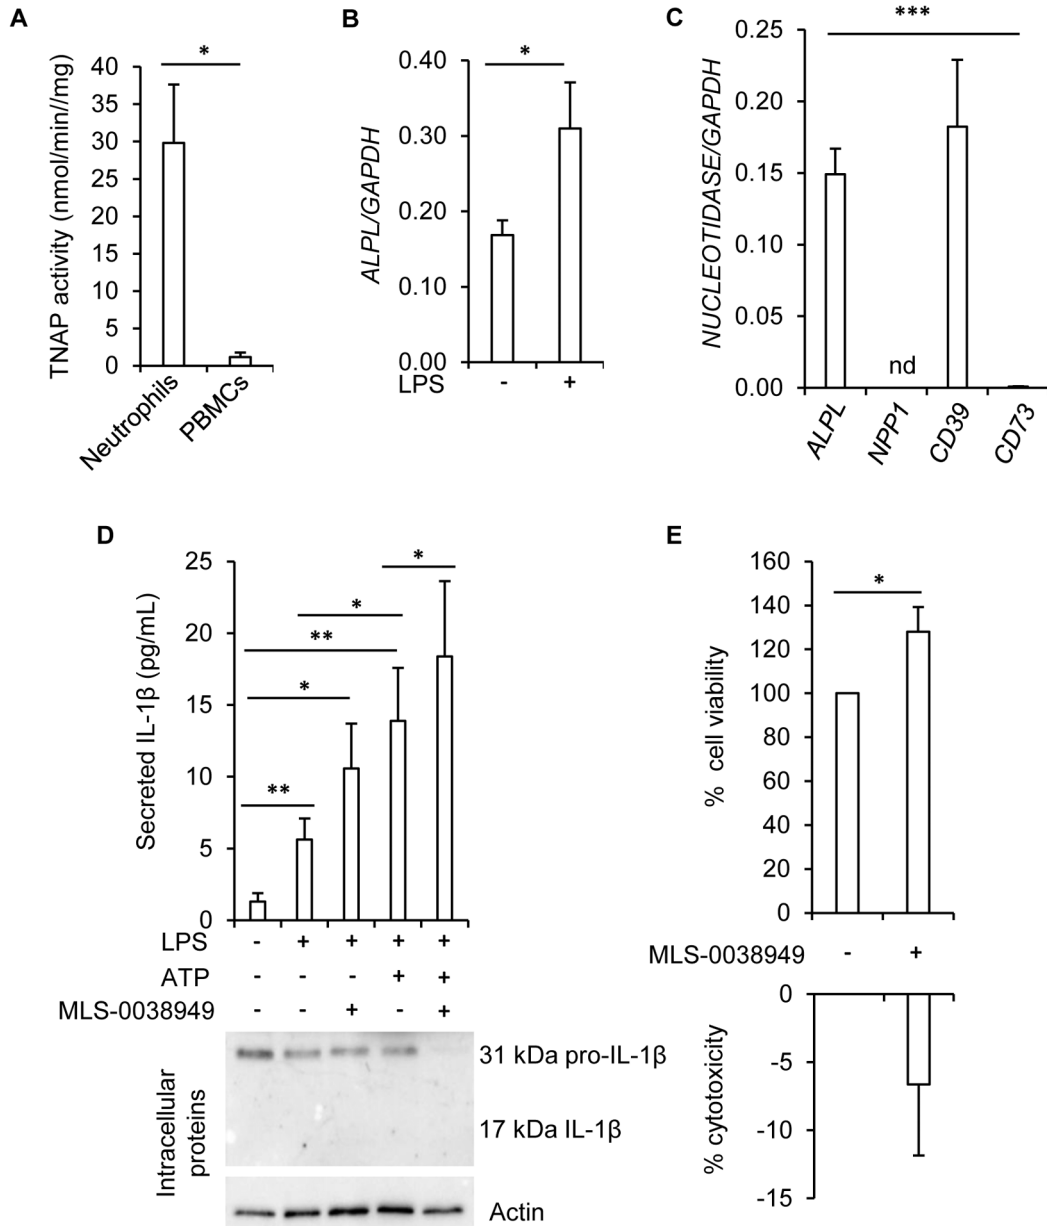 A
*
TNAP activity (nmol/min//mg)
40
35
30
25
20
15
10
5
0
Neutrophils
PBMCs
B
*
ALPL/GAPDH
0.40
0.30
0.20
0.10
0.00
LPS - +
C
***
NUCLEOTIDASE/GAPDH
0.25
0.20
0.15
0.10
0.05
0.00
nd
ALPL
NPP1
CD39
CD73
D
Secreted IL-1β (pg/mL)
25
20
15
10
5
0
*
*
**
*
**
LPS - + + + +
ATP - - - + +
MLS-0038949 - - + - +
Intracellular
proteins
31 kDa pro-IL-1β
17 kDa IL-1β
Actin
E
% cell viability
160
140
120
100
80
60
40
20
0
*
MLS-0038949 - +
% cytotoxicity
0
-5
-10
-15